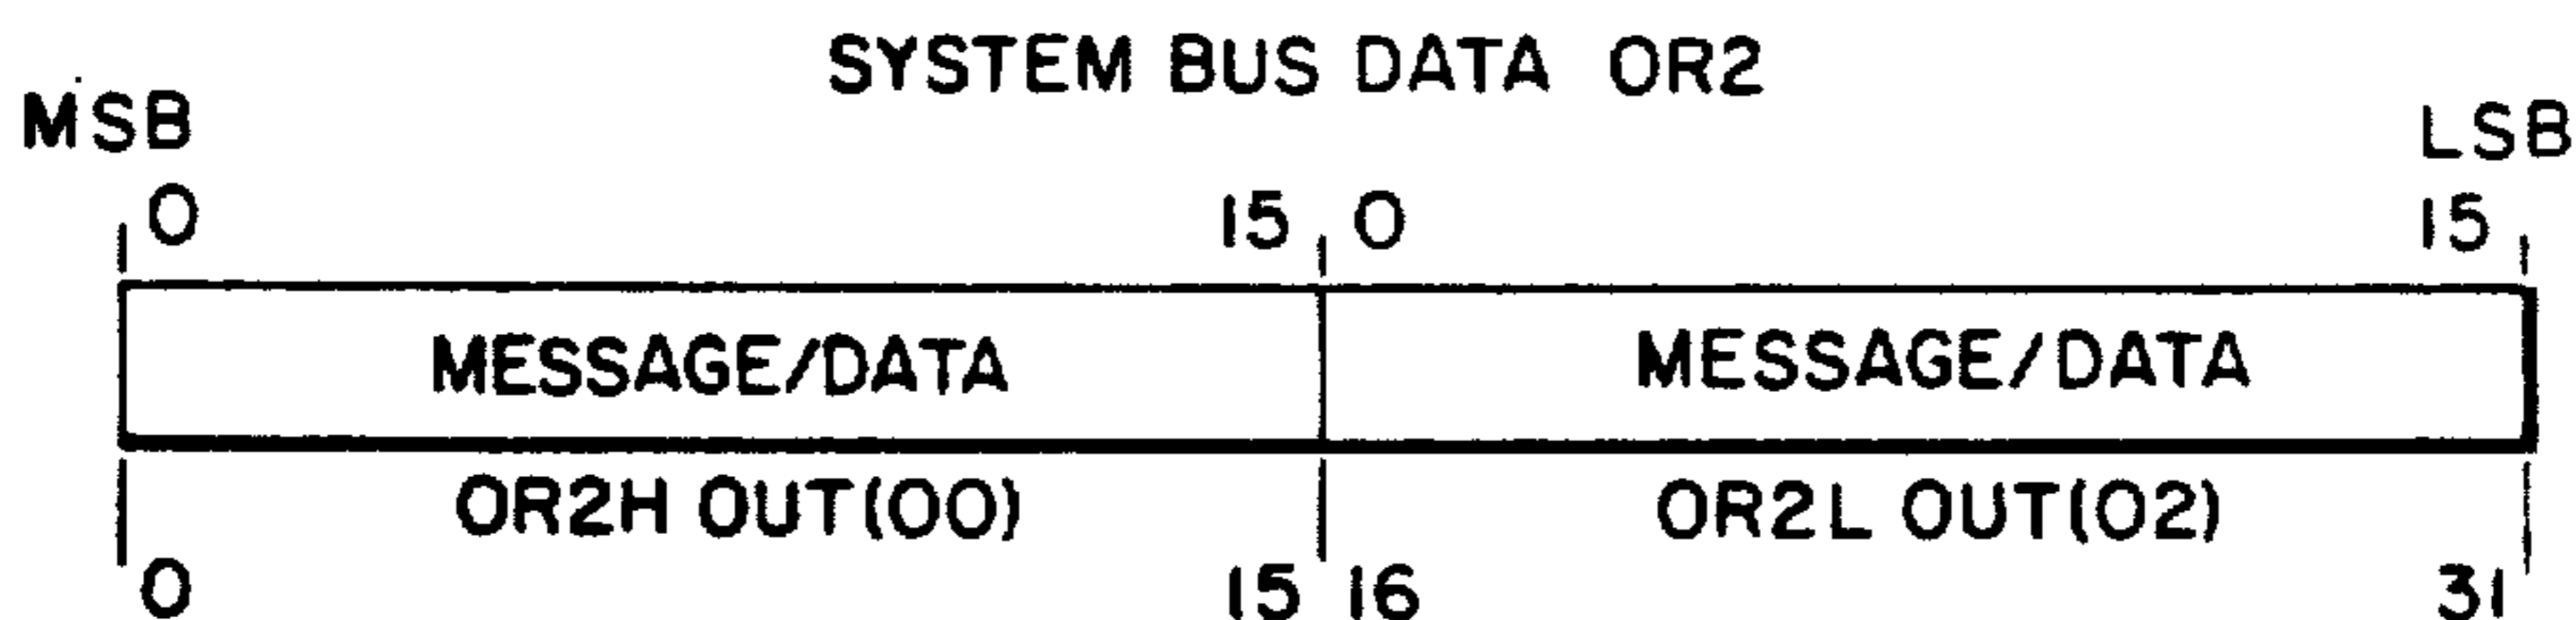 SYSTEM BUS DATA OR2
MSB LSB
0 15 0 15
MESSAGE/DATA MESSAGE/DATA
OR2H OUT(00) OR2L OUT(02)
0 15 16 31